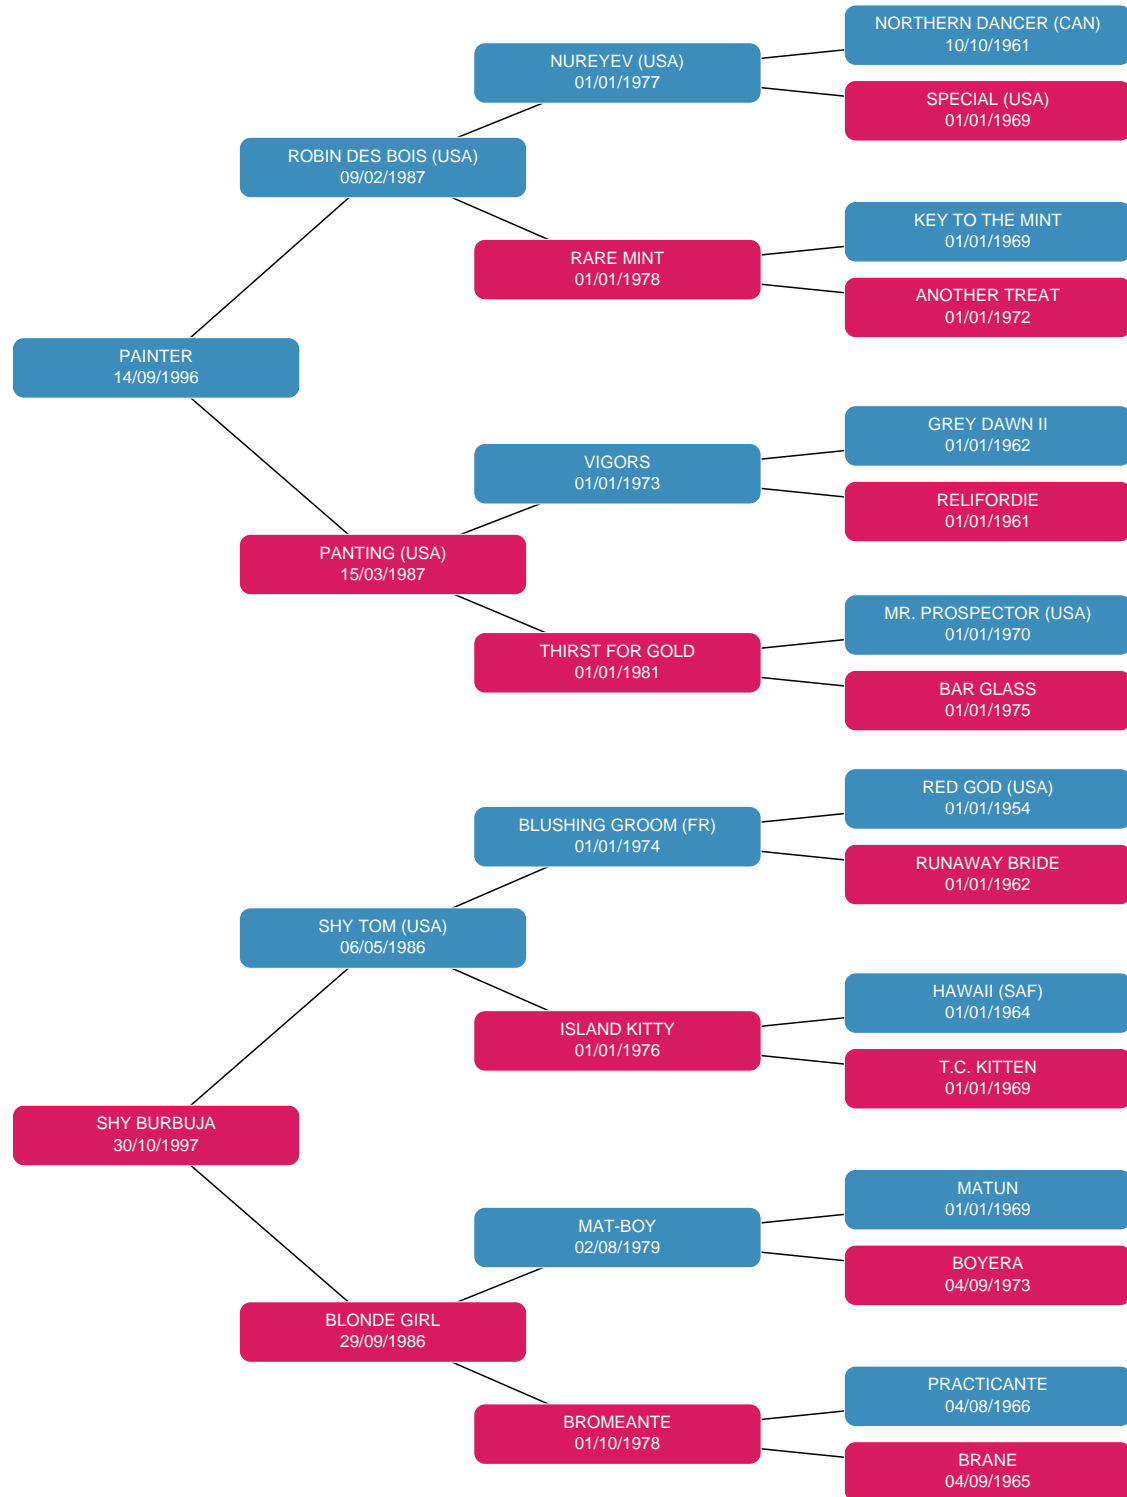 NORTHERN DANCER (CAN)
10/10/1961
NUREYEV (USA)
01/01/1977
SPECIAL (USA)
01/01/1969
ROBIN DES BOIS (USA)
09/02/1987
KEY TO THE MINT
01/01/1969
RARE MINT
01/01/1978
ANOTHER TREAT
01/01/1972
PAINTER
14/09/1996
GREY DAWN II
01/01/1962
VIGORS
01/01/1973
RELIFORDIE
01/01/1961
PANTING (USA)
15/03/1987
MR. PROSPECTOR (USA)
01/01/1970
THIRST FOR GOLD
01/01/1981
BAR GLASS
01/01/1975
RED GOD (USA)
01/01/1954
BLUSHING GROOM (FR)
01/01/1974
RUNAWAY BRIDE
01/01/1962
SHY TOM (USA)
06/05/1986
HAWAII (SAF)
01/01/1964
ISLAND KITTY
01/01/1976
T.C. KITTEN
01/01/1969
SHY BURBUJA
30/10/1997
MATUN
01/01/1969
MAT-BOY
02/08/1979
BOYERA
04/09/1973
BLONDE GIRL
29/09/1986
PRACTICANTE
04/08/1966
BROMEANTE
01/10/1978
BRANE
04/09/1965